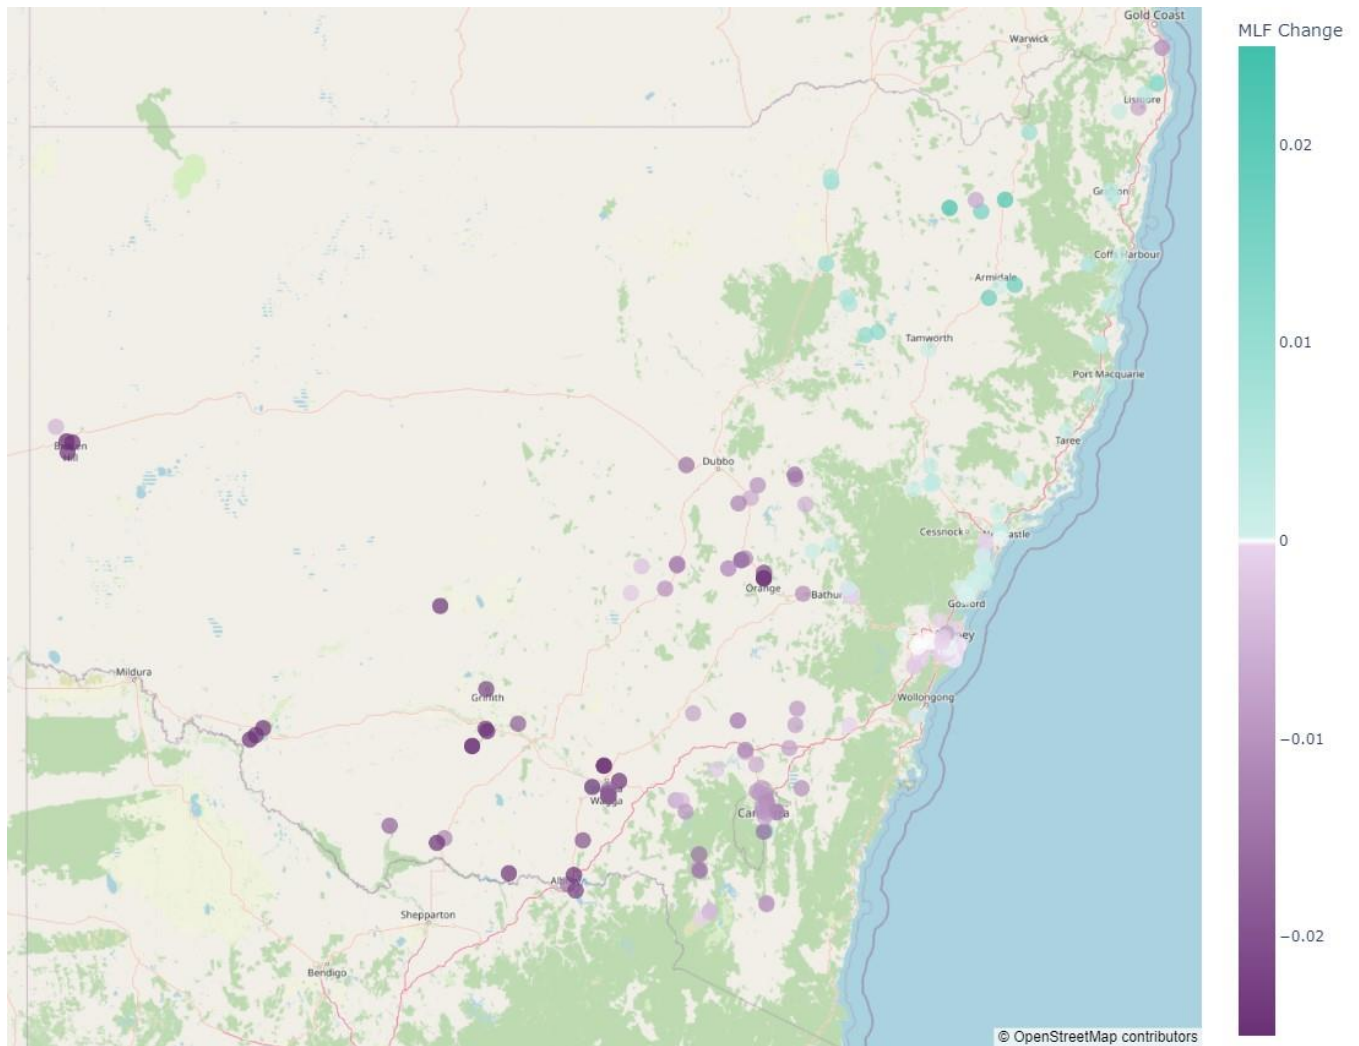 Gold Coast
MLF Change
Warwick
Lismore
0.02
Coffs Harbour
Armidale
0.01
Tamworth
Port Macquarie
Taree
Dubbo
0
Cessnock
Orange
Gosford
Mildura
Wollongong
Griffith
−0.01
Wagga
Shepparton
−0.02
Bendigo
© OpenStreetMap contributors